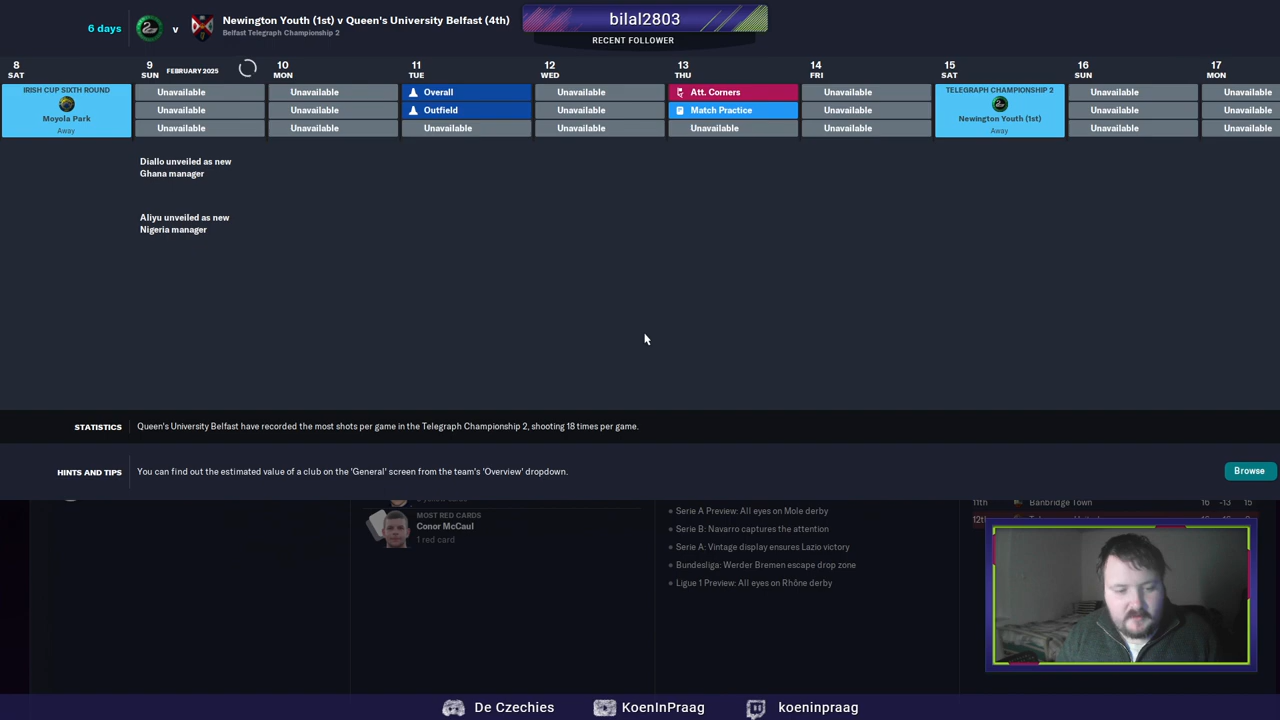 6 days
v
Newington Youth (1st) v Queen's University Belfast (4th)
Belfast Telegraph Championship 2
bilal2803
RECENT FOLLOWER
8
SAT
9
SUN
FEBRUARY 2025
10
MON
11
TUE
12
WED
13
THU
14
FRI
15
SAT
16
SUN
17
MON
IRISH CUP SIXTH ROUND
Moyola Park
Away
Unavailable
Unavailable
Unavailable
Unavailable
Unavailable
Unavailable
Overall
Outfield
Unavailable
Unavailable
Unavailable
Unavailable
Att. Corners
Match Practice
Unavailable
Unavailable
Unavailable
Unavailable
TELEGRAPH CHAMPIONSHIP 2
Newington Youth (1st)
Away
Unavailable
Unavailable
Unavailable
Unavailable
Unavailable
Unavailable
Diallo unveiled as new
Ghana manager
Aliyu unveiled as new
Nigeria manager
STATISTICS
Queen's University Belfast have recorded the most shots per game in the Telegraph Championship 2, shooting 18 times per game.
HINTS AND TIPS
You can find out the estimated value of a club on the 'General' screen from the team's 'Overview' dropdown.
Browse
MOST RED CARDS
Conor McCaul
1 red card
Serie A Preview: All eyes on Mole derby
Serie B: Navarro captures the attention
Serie A: Vintage display ensures Lazio victory
Bundesliga: Werder Bremen escape drop zone
Ligue 1 Preview: All eyes on Rhône derby
11th Banbridge Town 16 -13 15
12th
De Czechies
KoenInPraag
koeninpraag